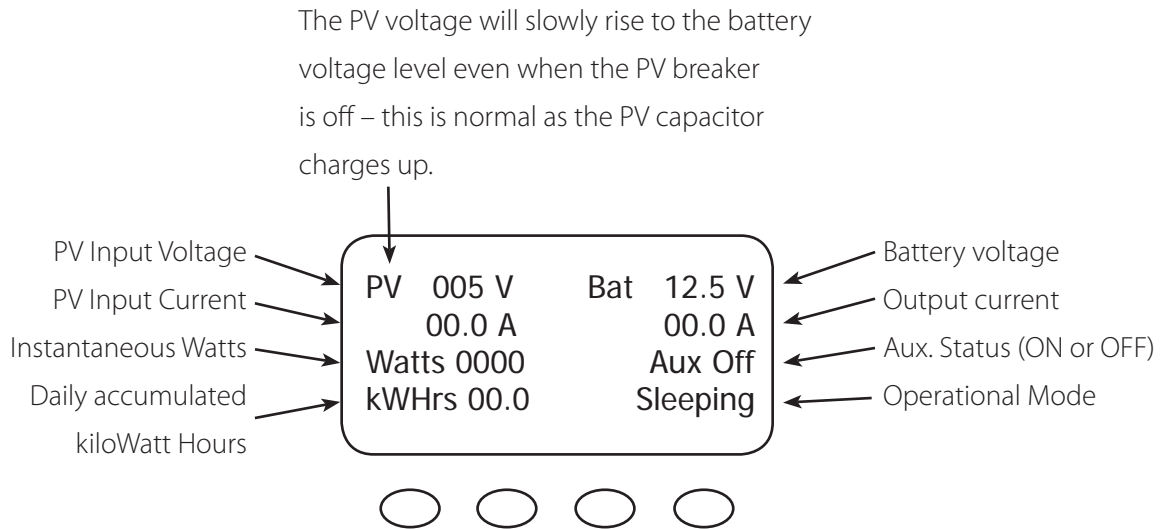 The PV voltage will slowly rise to the battery
voltage level even when the PV breaker
is off – this is normal as the PV capacitor
charges up.
PV Input Voltage
PV Input Current
Instantaneous Watts
Daily accumulated
kiloWatt Hours
PV 005 V Bat 12.5 V
00.0 A 00.0 A
Watts 0000 Aux Off
kWHrs 00.0 Sleeping
Battery voltage
Output current
Aux. Status (ON or OFF)
Operational Mode